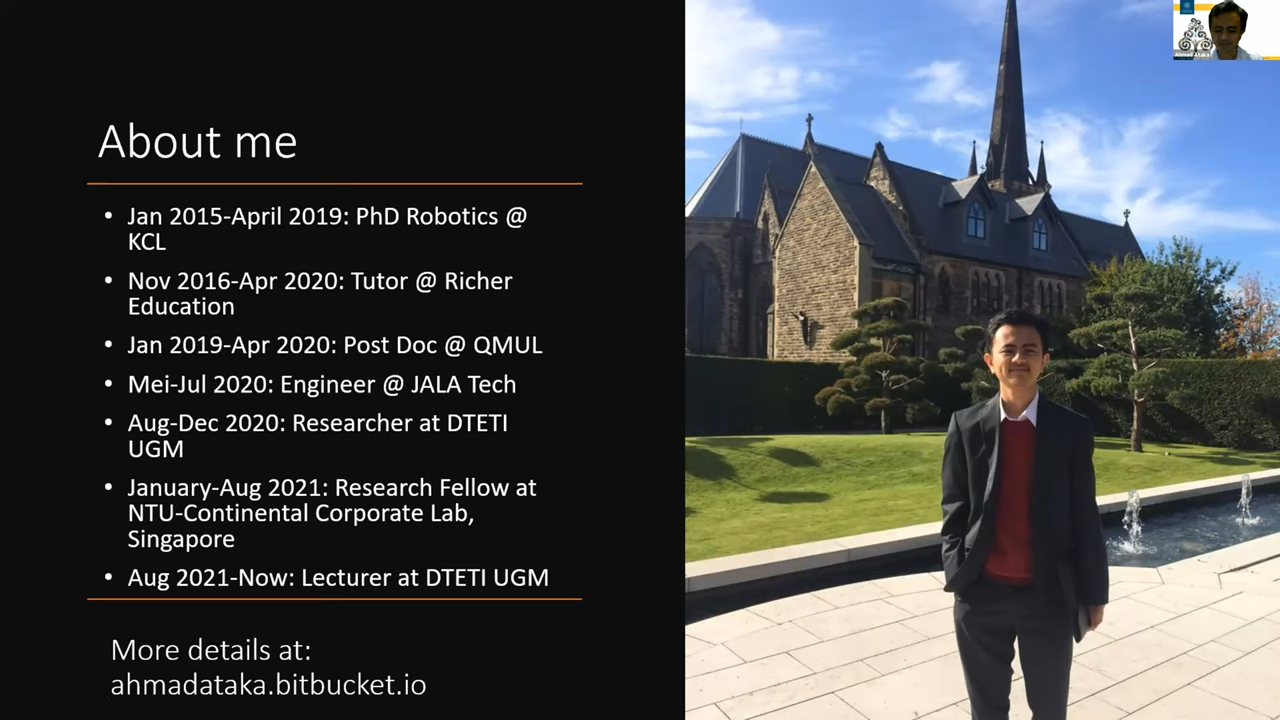 About me
• Jan 2015-April 2019: PhD Robotics @
KCL
• Nov 2016-Apr 2020: Tutor @ Richer
Education
• Jan 2019-Apr 2020: Post Doc @ QMUL
• Mei-Jul 2020: Engineer @ JALA Tech
• Aug-Dec 2020: Researcher at DTETI
UGM
• January-Aug 2021: Research Fellow at
NTU-Continental Corporate Lab,
Singapore
• Aug 2021-Now: Lecturer at DTETI UGM
More details at:
ahmadataka.bitbucket.io
Ahmad Ataka